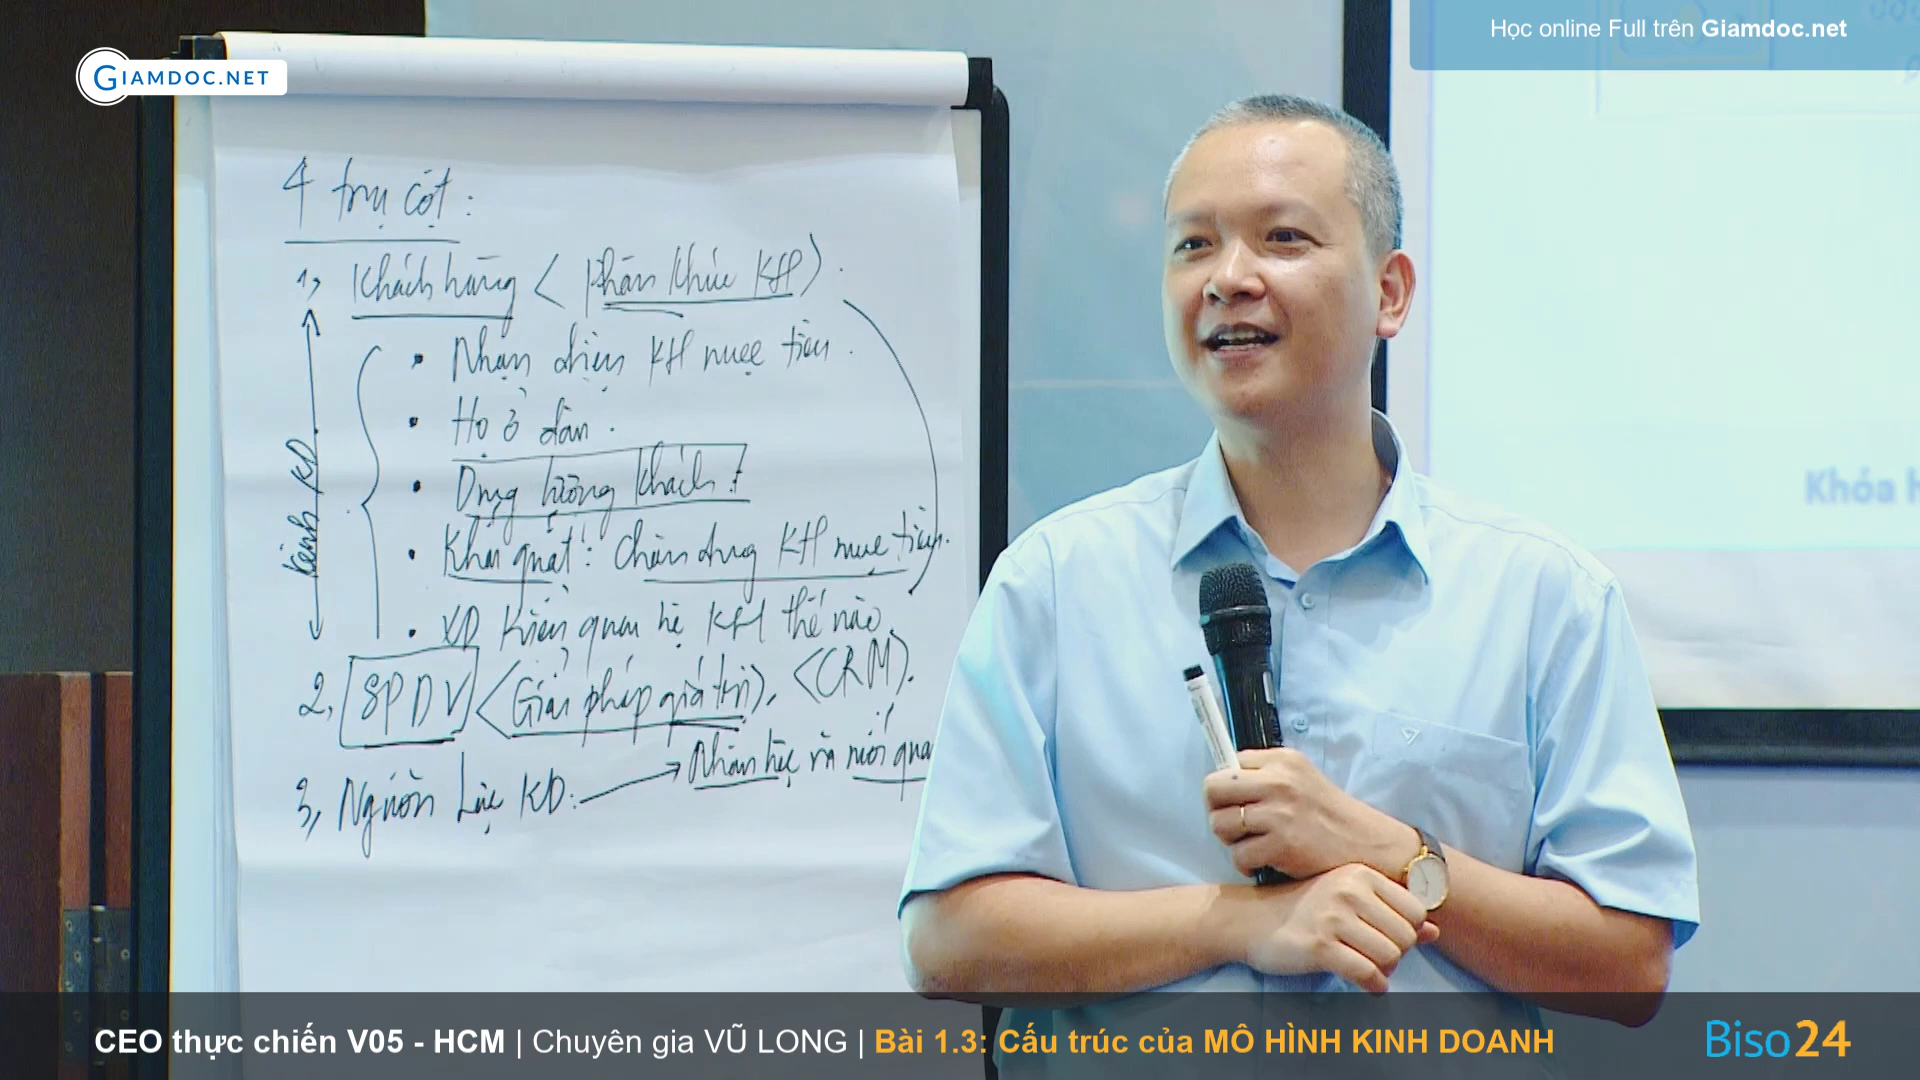 Học online Full trên Giamdoc.net
GIAMDOC.NET
4 trụ cột:
1, Khách hàng < Phân khúc KH).
• Nhận diện KH mục tiêu.
• Họ ở đâu.
• Dung lượng khách?
• Khái quát: chân dung KH mục tiêu.
• XD kiểu quan hệ KH thế nào.
Kênh KD
2, SPDV <Giải pháp giá trị). <CRM).
3, Nguồn lực KD: → Nhân lực và mối qua
Khóa h
CEO thực chiến V05 - HCM | Chuyên gia VŨ LONG | Bài 1.3: Cấu trúc của MÔ HÌNH KINH DOANH
Biso24